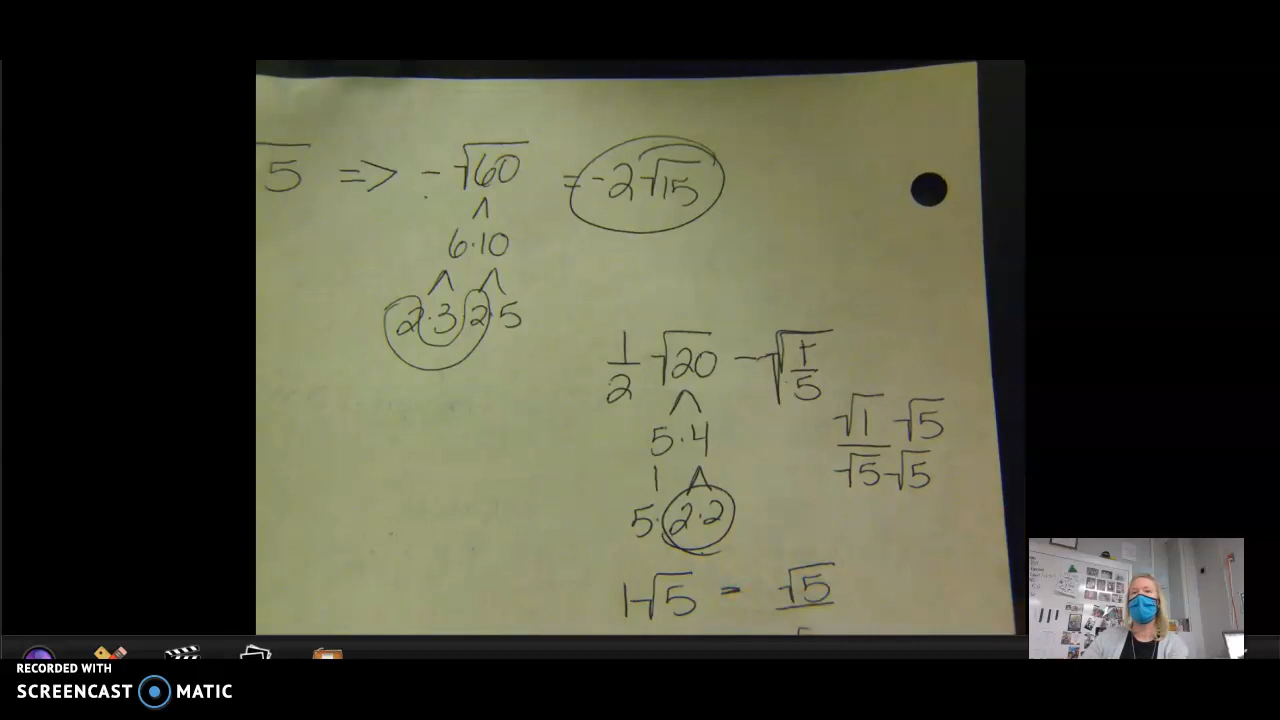 √5 => -√60 = -2√15
6·10
2·3 2·5
1/2 √20 - √1/5
5·4
√1 √5
√5 √5
5·2·2
1√5 - √5
RECORDED WITH
SCREENCAST MATIC